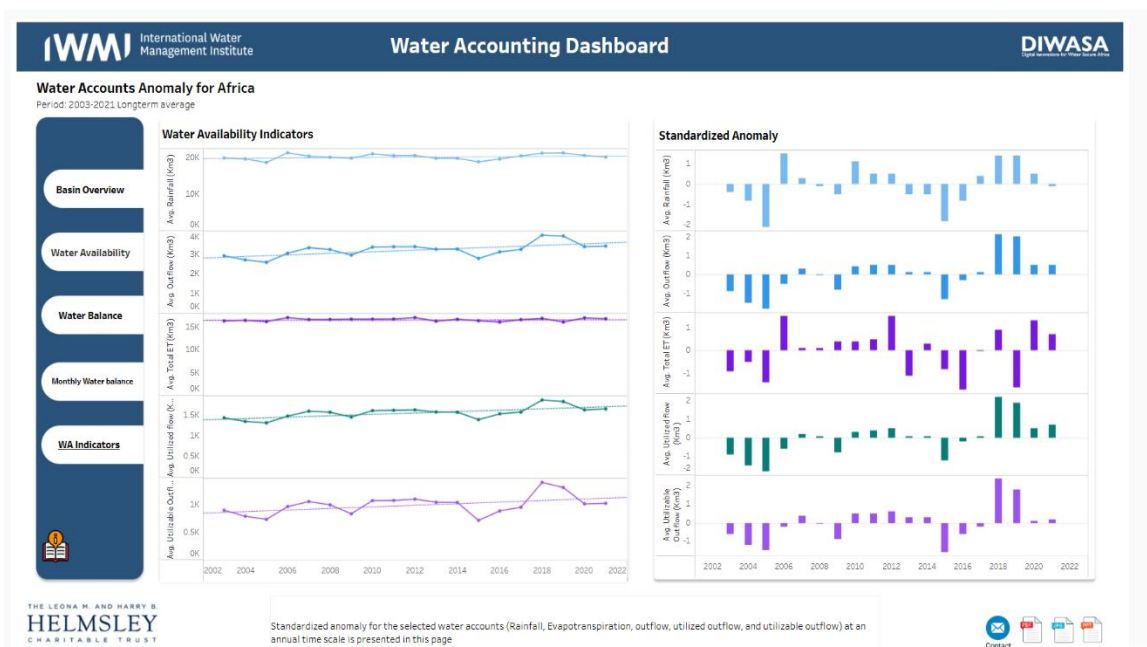 IWMI
International Water
Management Institute
Water Accounting Dashboard
DIWASA
Water Accounts Anomaly for Africa
Period: 2003-2021 Longterm average
Basin Overview
Water Availability
Water Balance
Monthly Water balance
WA Indicators
Water Availability Indicators
Avg. Rainfall (Km3)
20K
10K
0K
Avg. Outflow (Km3)
4K
3K
2K
1K
0K
Avg. Total ET (Km3)
15K
10K
5K
0K
Avg. Utilized flow (K...
1.5K
1K
0.5K
0K
Avg. Utilizable Outfl...
1K
0.5K
0K
2002 2004 2006 2008 2010 2012 2014 2016 2018 2020 2022
Standardized Anomaly
Avg. Rainfall (Km3)
1
0
-1
-2
Avg. Outflow (Km3)
2
1
0
-1
Avg. Total ET (Km3)
1
0
-1
Avg. Utilized flow
(Km3)
2
1
0
-1
-2
Avg. Utilizable
Outflow (Km3)
2
1
0
-1
2002 2004 2006 2008 2010 2012 2014 2016 2018 2020 2022
THE LEONA M. AND HARRY B.
HELMSLEY
CHARITABLE TRUST
Standardized anomaly for the selected water accounts (Rainfall, Evapotranspiration, outflow, utilized outflow, and utilizable outflow) at an
annual time scale is presented in this page
Contact